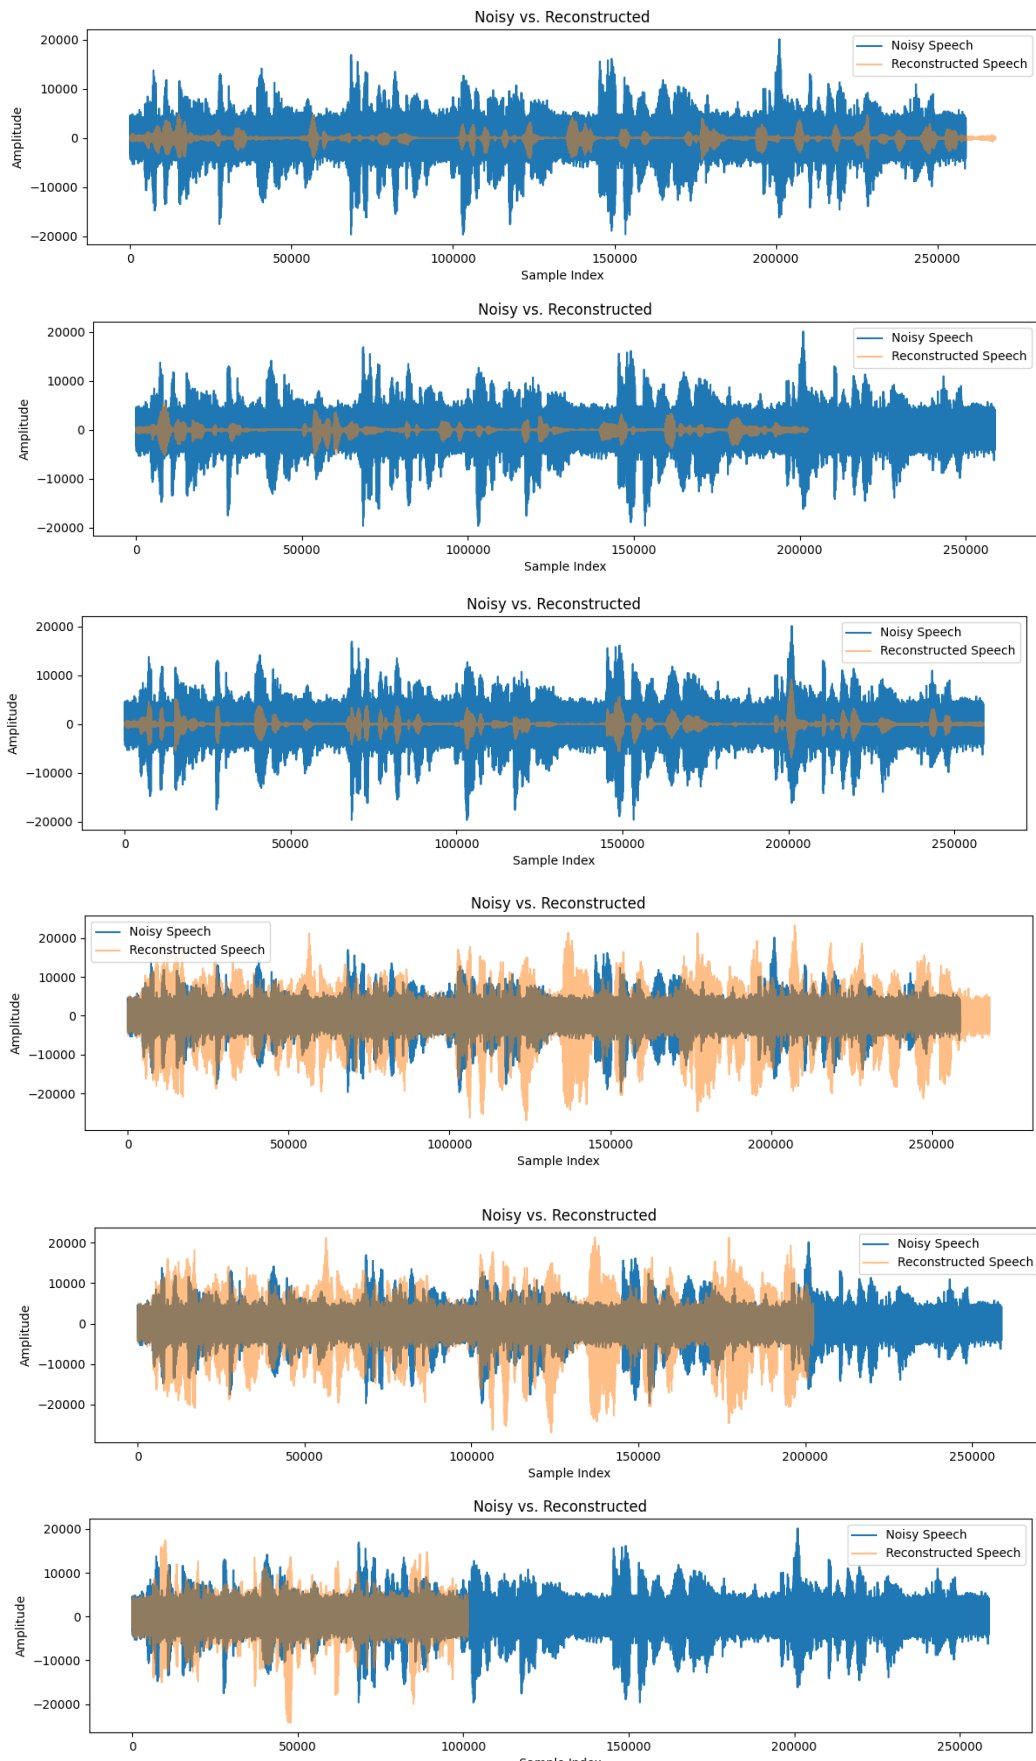 Noisy vs. Reconstructed
Noisy Speech
Reconstructed Speech
20000
10000
0
−10000
−20000
Amplitude
0 50000 100000 150000 200000 250000
Sample Index
Noisy vs. Reconstructed
Noisy Speech
Reconstructed Speech
20000
10000
0
−10000
−20000
Amplitude
0 50000 100000 150000 200000 250000
Sample Index
Noisy vs. Reconstructed
Noisy Speech
Reconstructed Speech
20000
10000
0
−10000
−20000
Amplitude
0 50000 100000 150000 200000 250000
Sample Index
Noisy vs. Reconstructed
Noisy Speech
Reconstructed Speech
20000
10000
0
−10000
−20000
Amplitude
0 50000 100000 150000 200000 250000
Sample Index
Noisy vs. Reconstructed
Noisy Speech
Reconstructed Speech
20000
10000
0
−10000
−20000
Amplitude
0 50000 100000 150000 200000 250000
Sample Index
Noisy vs. Reconstructed
Noisy Speech
Reconstructed Speech
20000
10000
0
−10000
−20000
Amplitude
0 50000 100000 150000 200000 250000
Sample Index